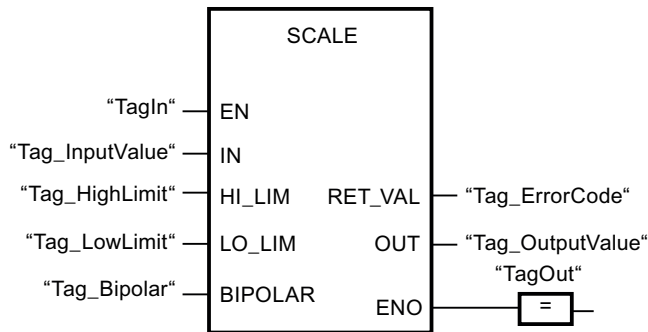 SCALE
“TagIn“ EN
“Tag_InputValue“ IN
“Tag_HighLimit“ HI_LIM RET_VAL “Tag_ErrorCode“
“Tag_LowLimit“ LO_LIM OUT “Tag_OutputValue“
“TagOut“
“Tag_Bipolar“ BIPOLAR
ENO =